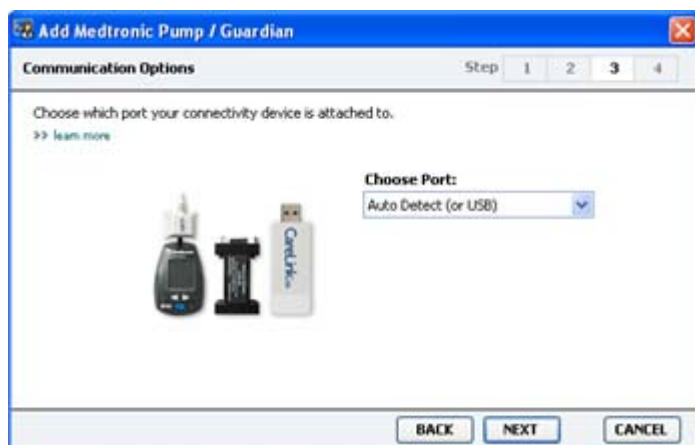 Add Medtronic Pump / Guardian
Communication Options
Step 1 2 3 4
Choose which port your connectivity device is attached to.
>> learn more
Choose Port:
Auto Detect (or USB)
CareLink
BACK NEXT CANCEL